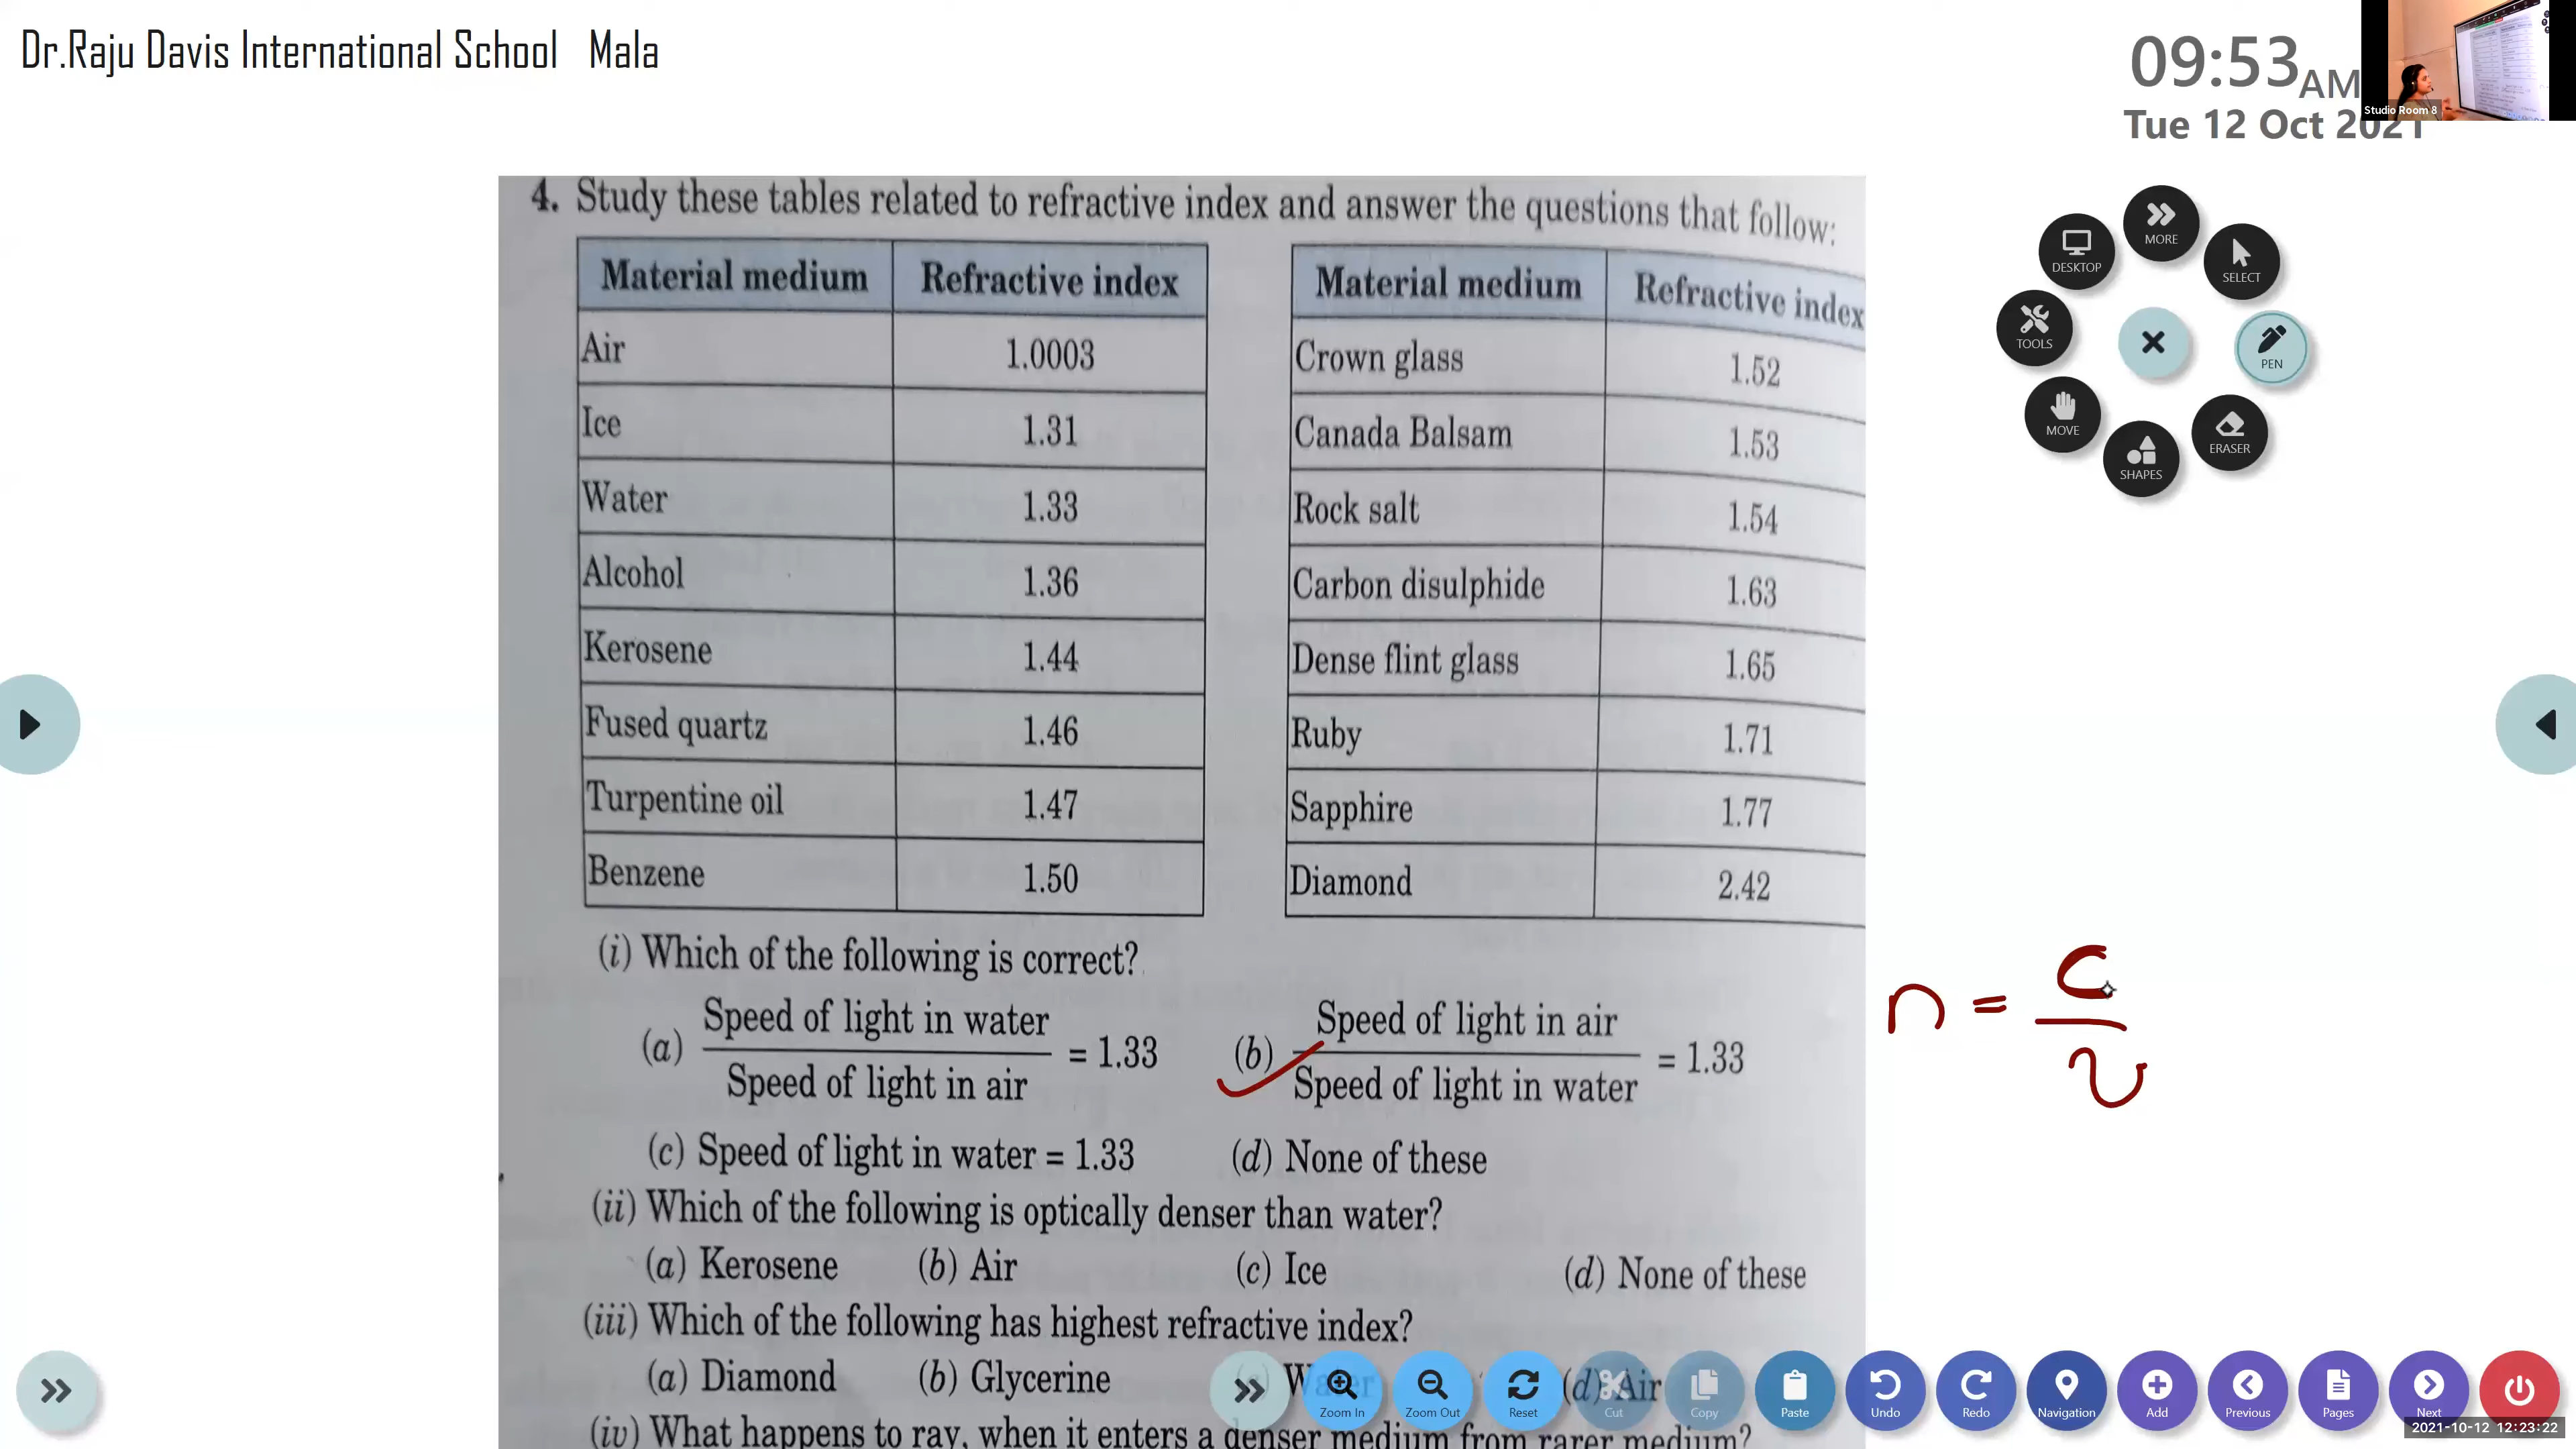 Dr.Raju Davis International School Mala
09:53AM
Tue 12 Oct 2021
Studio Room 8
MORE
DESKTOP
SELECT
TOOLS
PEN
MOVE
ERASER
SHAPES
4. Study these tables related to refractive index and answer the questions that follow:
Material medium Refractive index
Air 1.0003
Ice 1.31
Water 1.33
Alcohol 1.36
Kerosene 1.44
Fused quartz 1.46
Turpentine oil 1.47
Benzene 1.50
Material medium Refractive index
Crown glass 1.52
Canada Balsam 1.53
Rock salt 1.54
Carbon disulphide 1.63
Dense flint glass 1.65
Ruby 1.71
Sapphire 1.77
Diamond 2.42
(i) Which of the following is correct?
(a) Speed of light in water / Speed of light in air = 1.33 (b) Speed of light in air / Speed of light in water = 1.33
n = c / v
(c) Speed of light in water = 1.33 (d) None of these
(ii) Which of the following is optically denser than water?
(a) Kerosene (b) Air (c) Ice (d) None of these
(iii) Which of the following has highest refractive index?
(a) Diamond (b) Glycerine (d) Air
(iv) What happens to ray, when it enters a denser medium from rarer medium?
Zoom In Zoom Out Reset Cut Copy Paste Undo Redo Navigation Add Previous Pages Next
2021-10-12 12:23:22